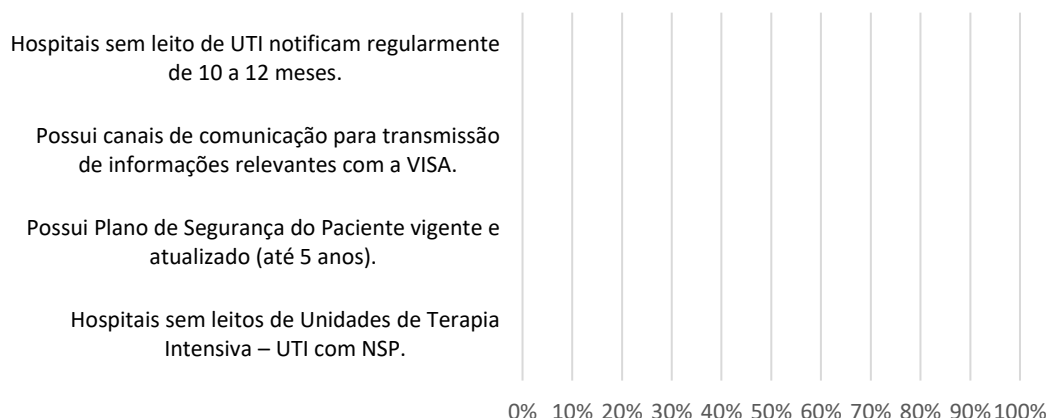 Hospitais sem leito de UTI notificam regularmente
de 10 a 12 meses.
Possui canais de comunicação para transmissão
de informações relevantes com a VISA.
Possui Plano de Segurança do Paciente vigente e
atualizado (até 5 anos).
Hospitais sem leitos de Unidades de Terapia
Intensiva – UTI com NSP.
0% 10% 20% 30% 40% 50% 60% 70% 80% 90% 100%